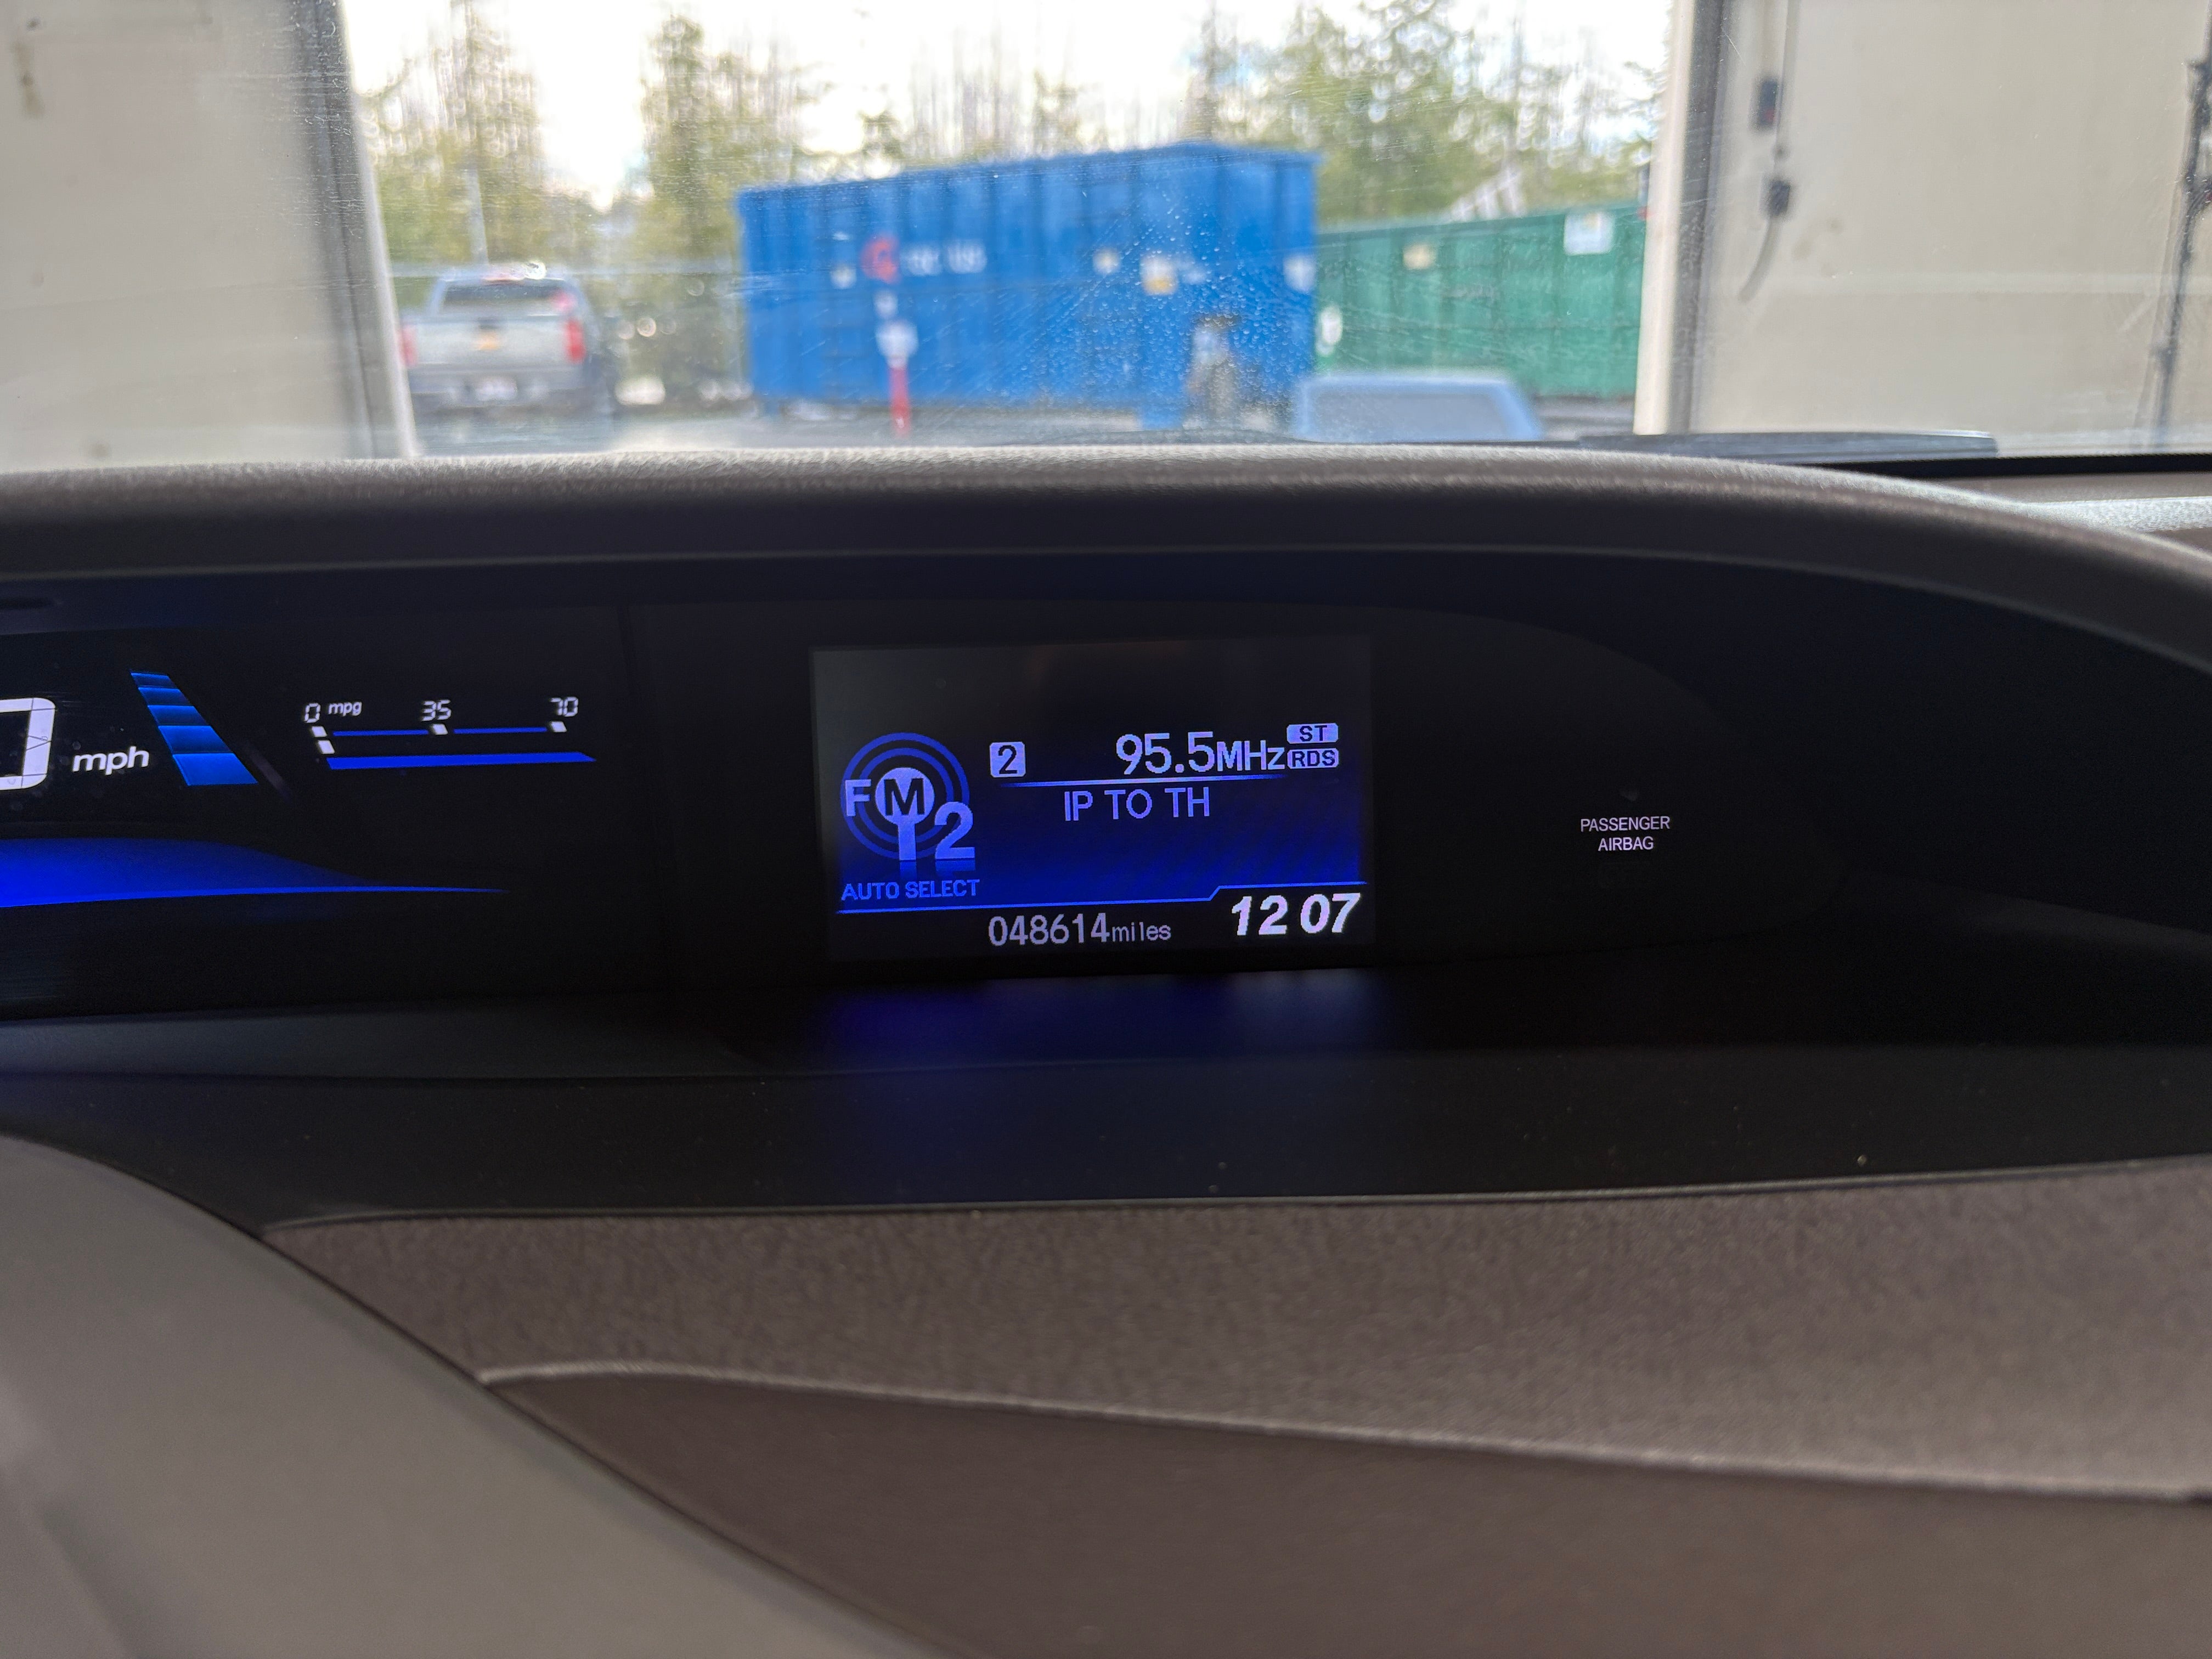 0 mpg 35 70
mph
2 95.5MHz ST
RDS
IP TO TH
FM 2
AUTO SELECT
048614miles 12 07
PASSENGER
AIRBAG